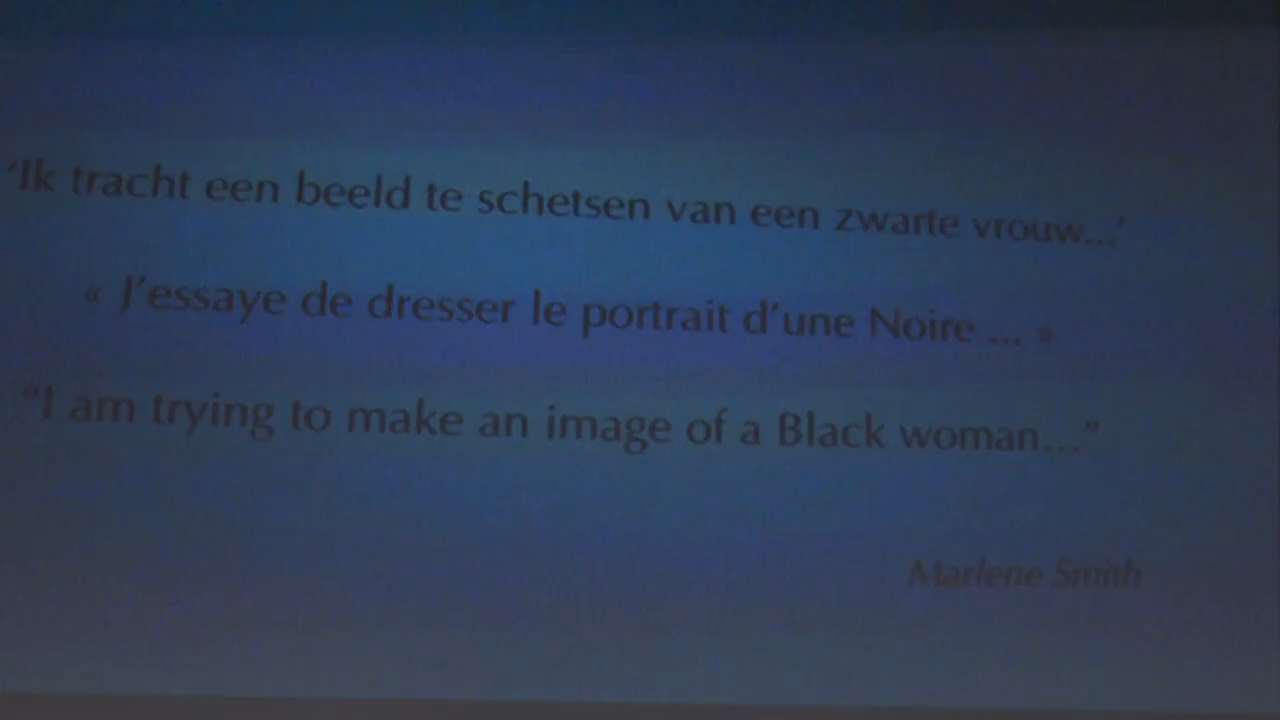 ‘Ik tracht een beeld te schetsen van een zwarte vrouw...’
« J’essaye de dresser le portrait d’une Noire ... »
“I am trying to make an image of a Black woman...”
Marlene Smith